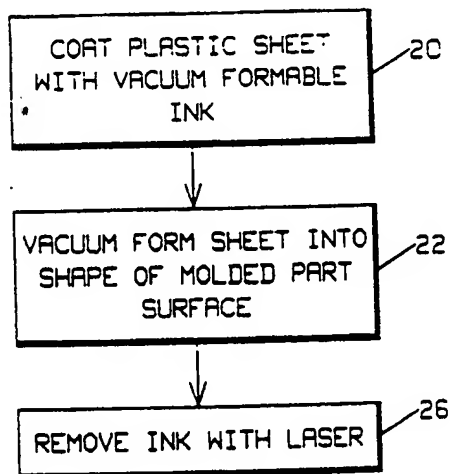 COAT PLASTIC SHEET
WITH VACUUM FORMABLE
INK
20
VACUUM FORM SHEET INTO
SHAPE OF MOLDED PART
SURFACE
22
REMOVE INK WITH LASER
26